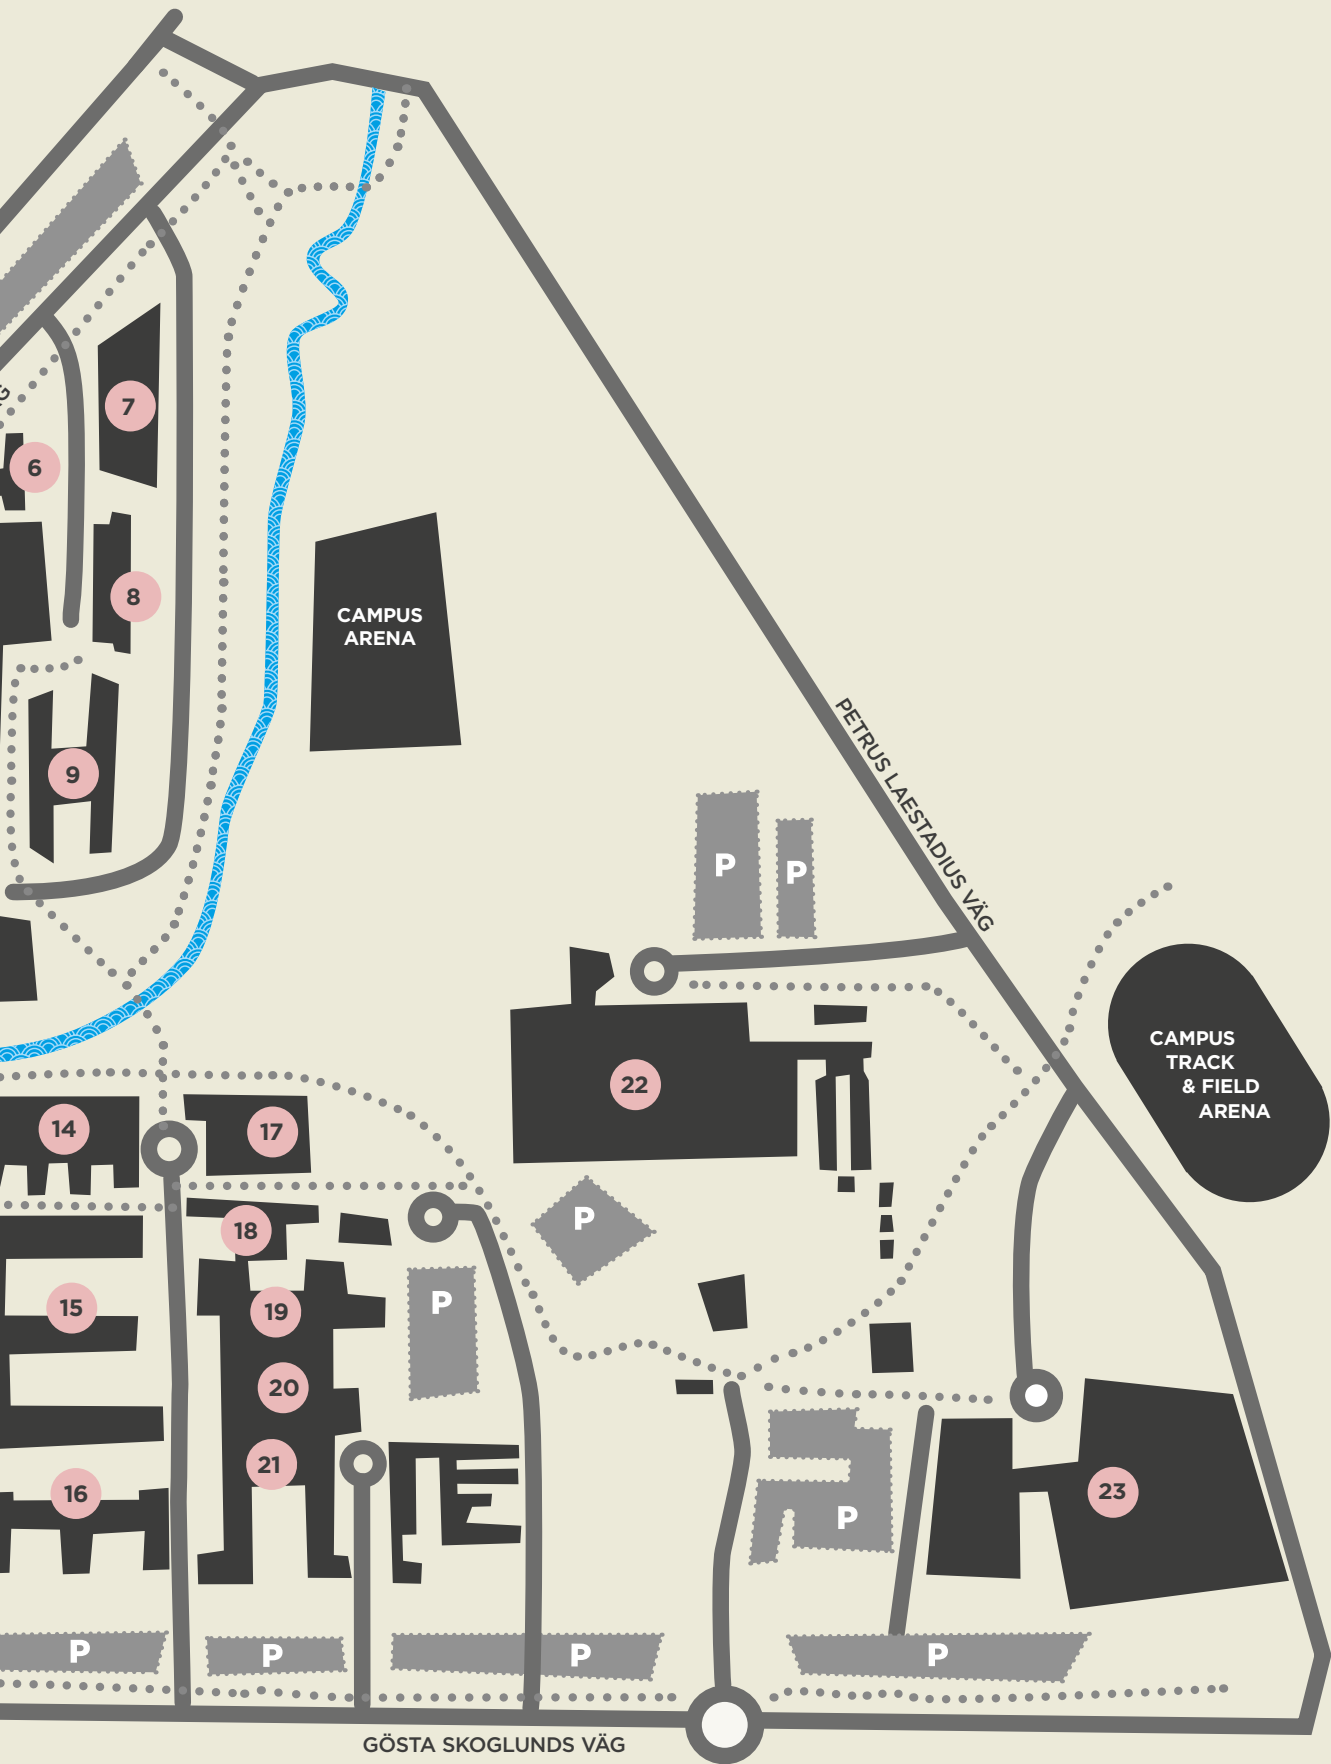 G
7
6
CAMPUS
ARENA
8
9
PETRUS LAESTADIUS VÄG
P
P
CAMPUS
TRACK
& FIELD
ARENA
22
14
17
P
18
P
15
19
20
21
16
23
P
P
P
P
P
GÖSTA SKOGLUNDS VÄG